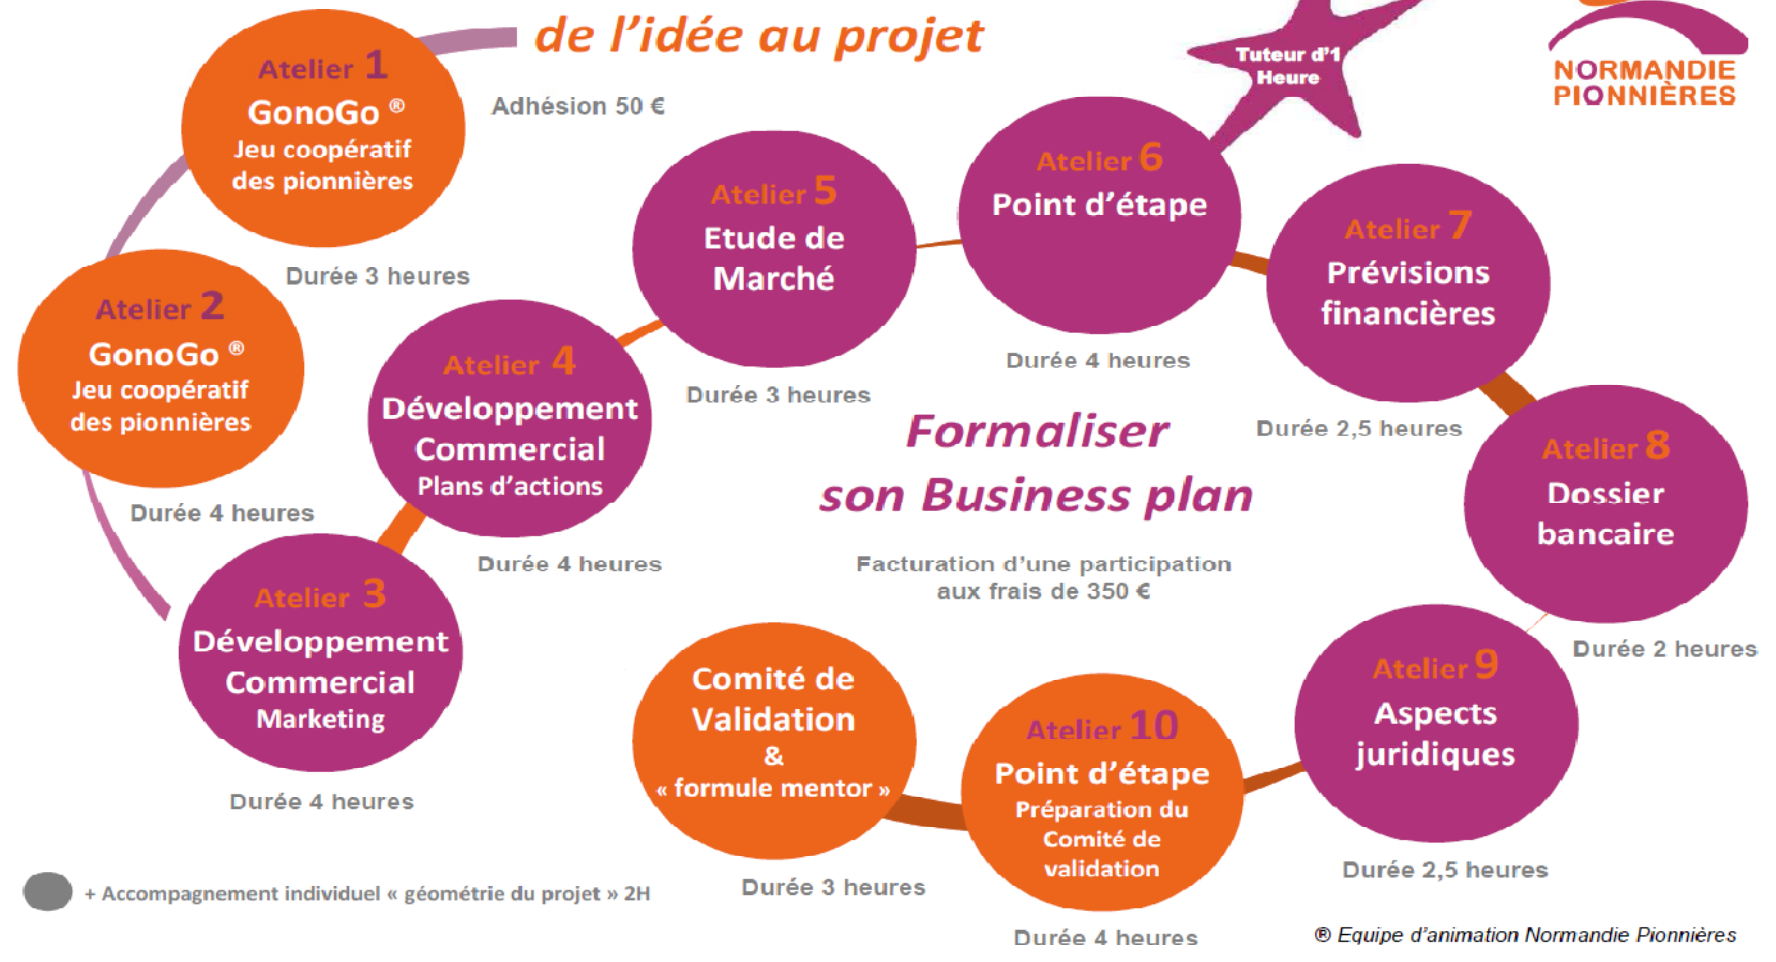 de l’idée au projet
Adhésion 50 €
Tuteur d’1
Heure
NORMANDIE
PIONNIÈRES
Atelier 1
GonoGo ®
Jeu coopératif
des pionnières
Durée 3 heures
Atelier 2
GonoGo ®
Jeu coopératif
des pionnières
Durée 4 heures
Atelier 3
Développement
Commercial
Marketing
Durée 4 heures
Atelier 4
Développement
Commercial
Plans d’actions
Durée 4 heures
Atelier 5
Etude de
Marché
Durée 3 heures
Atelier 6
Point d’étape
Durée 4 heures
Atelier 7
Prévisions
financières
Durée 2,5 heures
Formaliser
son Business plan
Facturation d’une participation
aux frais de 350 €
Atelier 8
Dossier
bancaire
Durée 2 heures
Atelier 9
Aspects
juridiques
Durée 2,5 heures
Atelier 10
Point d’étape
Préparation du
Comité de
validation
Durée 4 heures
Comité de
Validation
&
« formule mentor »
Durée 3 heures
+ Accompagnement individuel « géométrie du projet » 2H
® Equipe d’animation Normandie Pionnières